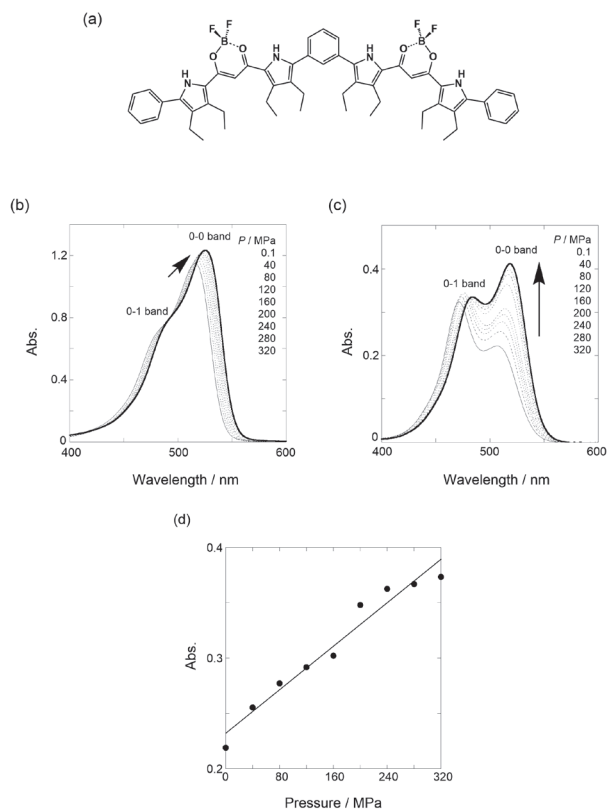 (a)
F F F F
B B
O O O O
NH H N
NH HN
(b)
0-0 band
0-1 band
P / MPa
0.1
40
80
120
160
200
240
280
320
1.2
0.8
0.4
0
Abs.
400 500 600
Wavelength / nm
(c)
0-0 band
0-1 band
P / MPa
0.1
40
80
120
160
200
240
280
320
0.4
0.2
0
Abs.
400 500 600
Wavelength / nm
(d)
0.4
0.3
0.2
Abs.
0 80 160 240 320
Pressure / MPa